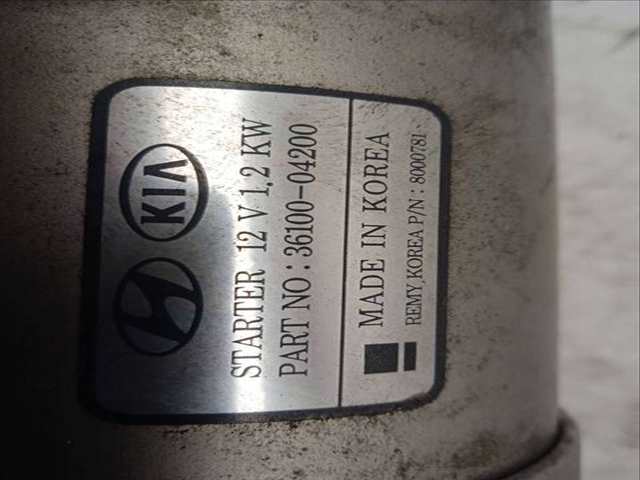 KIA
STARTER 12 V 1,2 KW
PART NO : 36100-04200
MADE IN KOREA
REMY, KOREA P/N : 8000781